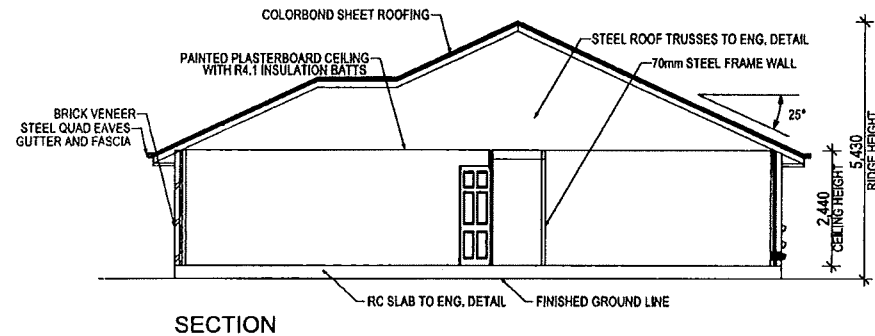 COLORBOND SHEET ROOFING
STEEL ROOF TRUSSES TO ENG. DETAIL
PAINTED PLASTERBOARD CEILING
WITH R4.1 INSULATION BATTS
70mm STEEL FRAME WALL
25°
BRICK VENEER
STEEL QUAD EAVES
GUTTER AND FASCIA
5,430
RIDGE HEIGHT
2,440
CEILING HEIGHT
RC SLAB TO ENG. DETAIL
FINISHED GROUND LINE
SECTION